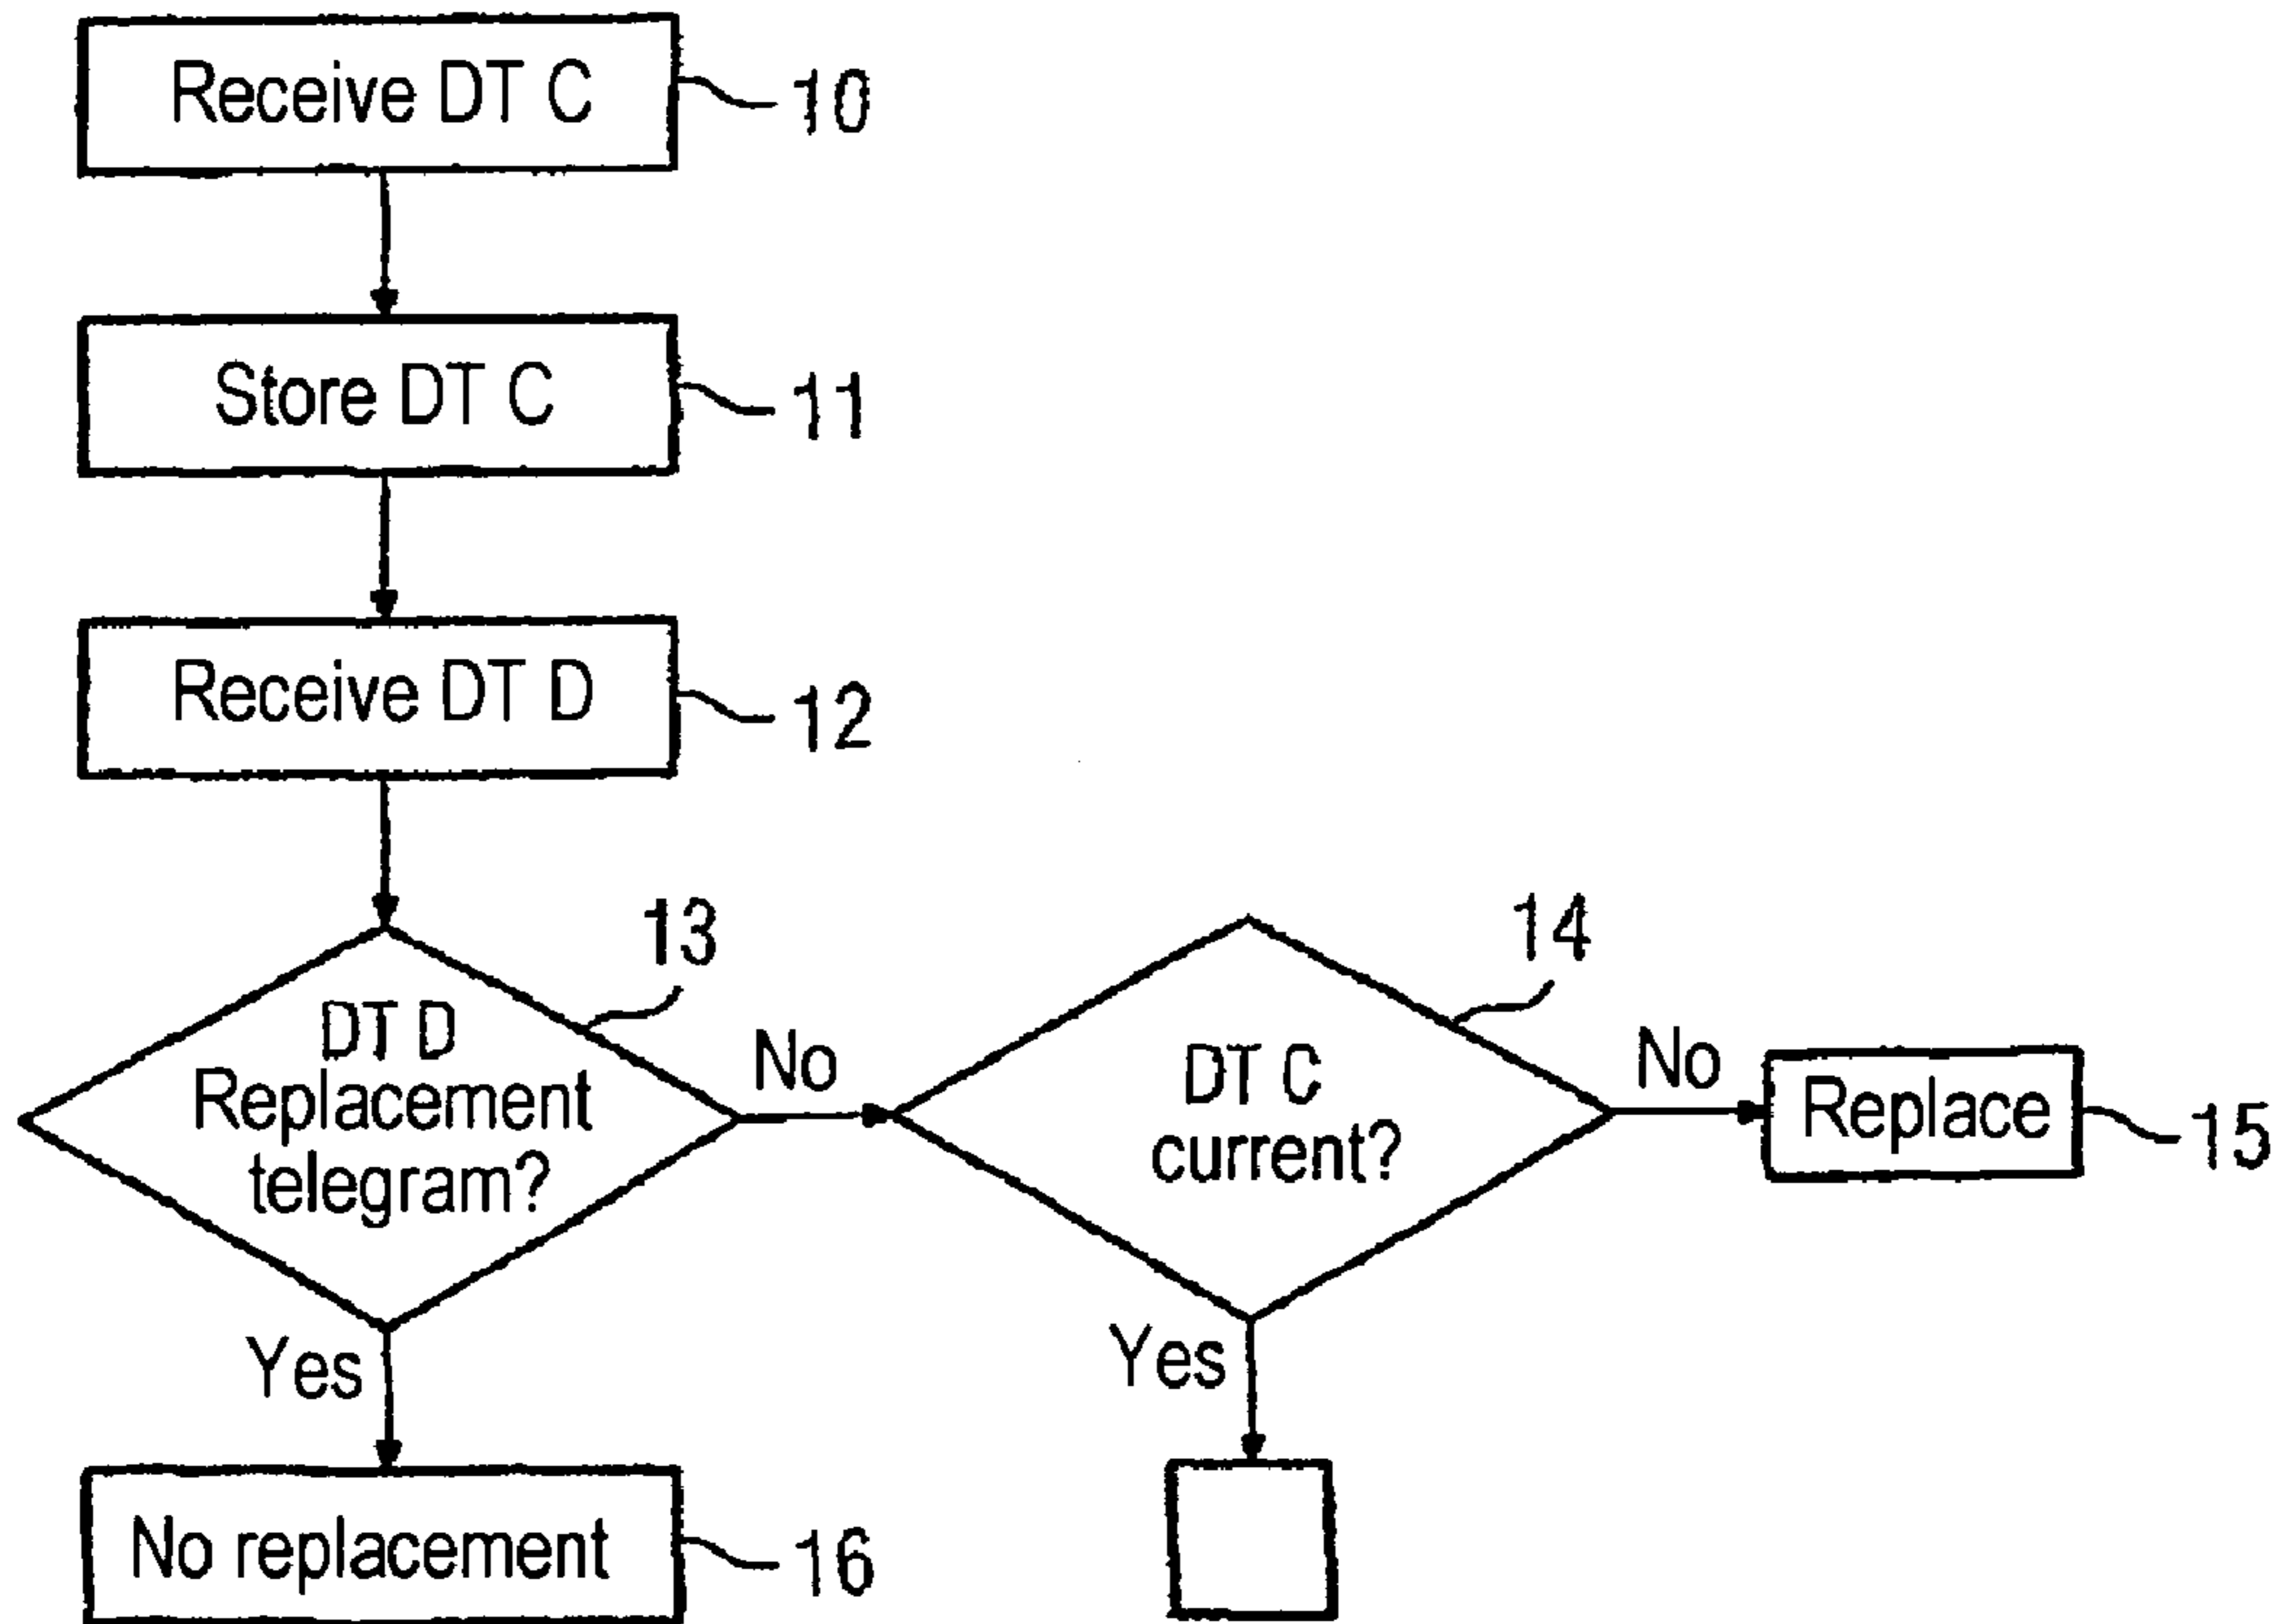 Receive DT C
10
Store DT C
11
Receive DT D
12
13
DT D
Replacement
telegram?
No
14
DT C
current?
No
Replace
15
Yes
No replacement
16
Yes